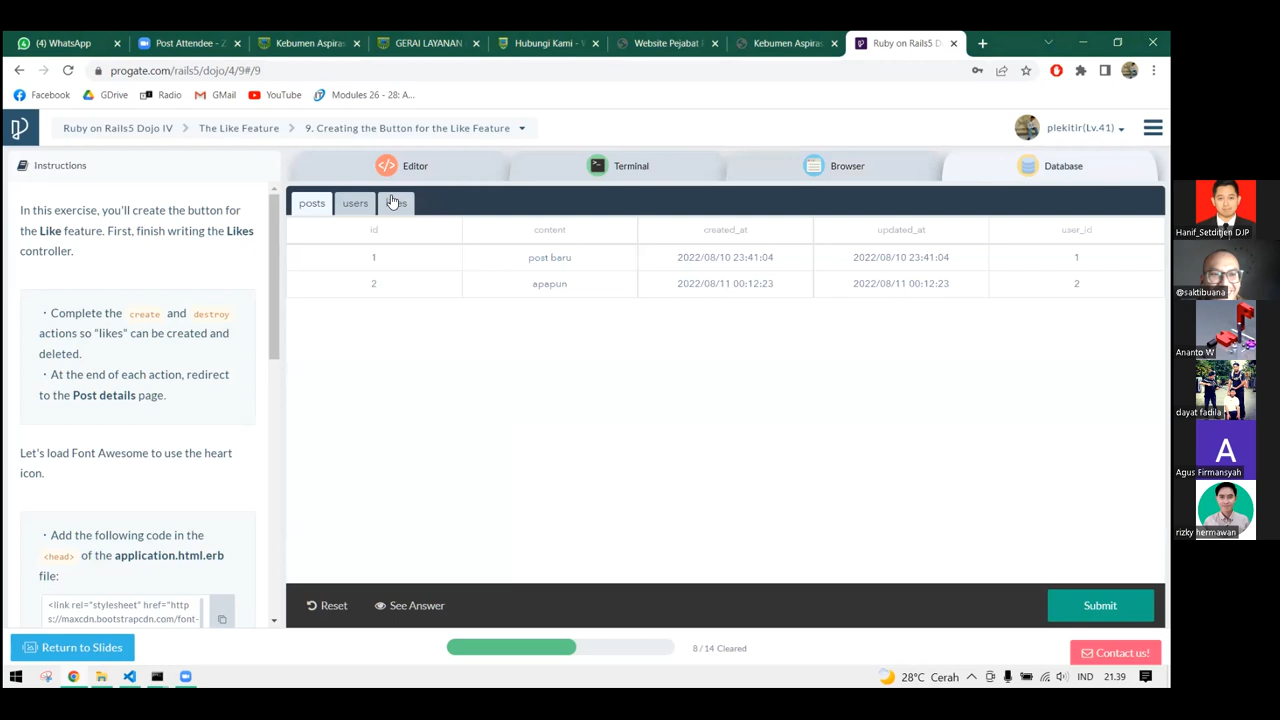 (4) WhatsApp
Post Attendee - Z
Kebumen Aspiras
GERAI LAYANAN
Hubungi Kami -
Website Pejabat
Kebumen Aspiras
Ruby on Rails5 D
progate.com/rails5/dojo/4/9#/9
Facebook
GDrive
Radio
GMail
YouTube
Modules 26 - 28: A...
Ruby on Rails5 Dojo IV
The Like Feature
9. Creating the Button for the Like Feature
plekitir(Lv.41)
Instructions
Editor
Terminal
Browser
Database
In this exercise, you'll create the button for
the Like feature. First, finish writing the Likes
controller.
・Complete the create and destroy
actions so "likes" can be created and
deleted.
・At the end of each action, redirect
to the Post details page.
Let's load Font Awesome to use the heart
icon.
・Add the following code in the
<head> of the application.html.erb
file:
<link rel="stylesheet" href="http
s://maxcdn.bootstrapcdn.com/font-
posts users
id content created_at updated_at user_id
1 post baru 2022/08/10 23:41:04 2022/08/10 23:41:04 1
2 apapun 2022/08/11 00:12:23 2022/08/11 00:12:23 2
Reset
See Answer
Submit
Return to Slides
8 / 14 Cleared
Contact us!
28°C Cerah
IND
21.39
Hanif_Setditjen DJP
@saktibuana
Ananto W
dayat fadila
A
Agus Firmansyah
rizky hermawan